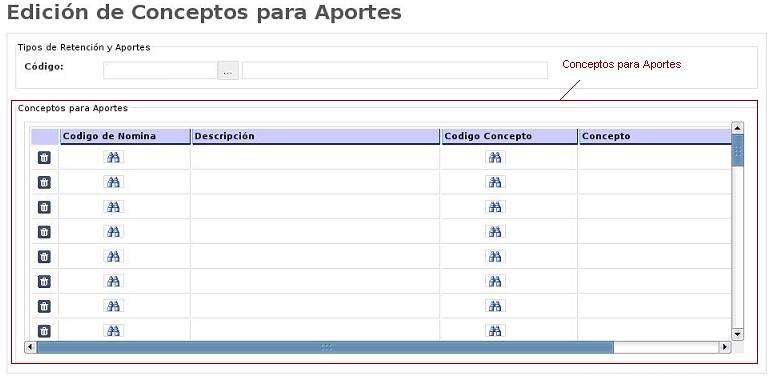 Edición de Conceptos para Aportes
Tipos de Retención y Aportes
Código:
...
Conceptos para Aportes
Conceptos para Aportes
Codigo de Nomina Descripción Codigo Concepto Concepto